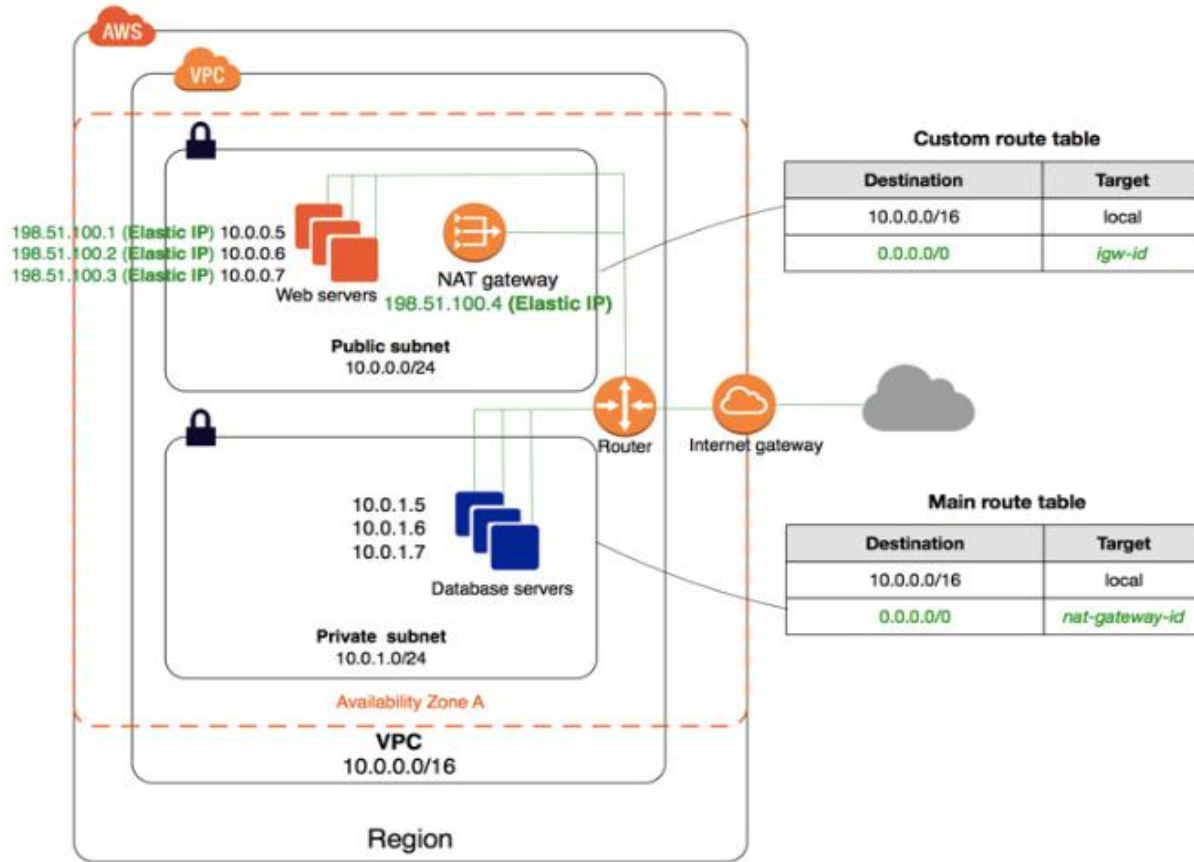 AWS
VPC
198.51.100.1 (Elastic IP) 10.0.0.5
198.51.100.2 (Elastic IP) 10.0.0.6
198.51.100.3 (Elastic IP) 10.0.0.7
Web servers
NAT gateway
198.51.100.4 (Elastic IP)
Public subnet
10.0.0.0/24
Custom route table
Destination Target
10.0.0.0/16 local
0.0.0.0/0 igw-id
Router
Internet gateway
10.0.1.5
10.0.1.6
10.0.1.7
Database servers
Private subnet
10.0.1.0/24
Main route table
Destination Target
10.0.0.0/16 local
0.0.0.0/0 nat-gateway-id
Availability Zone A
VPC
10.0.0.0/16
Region